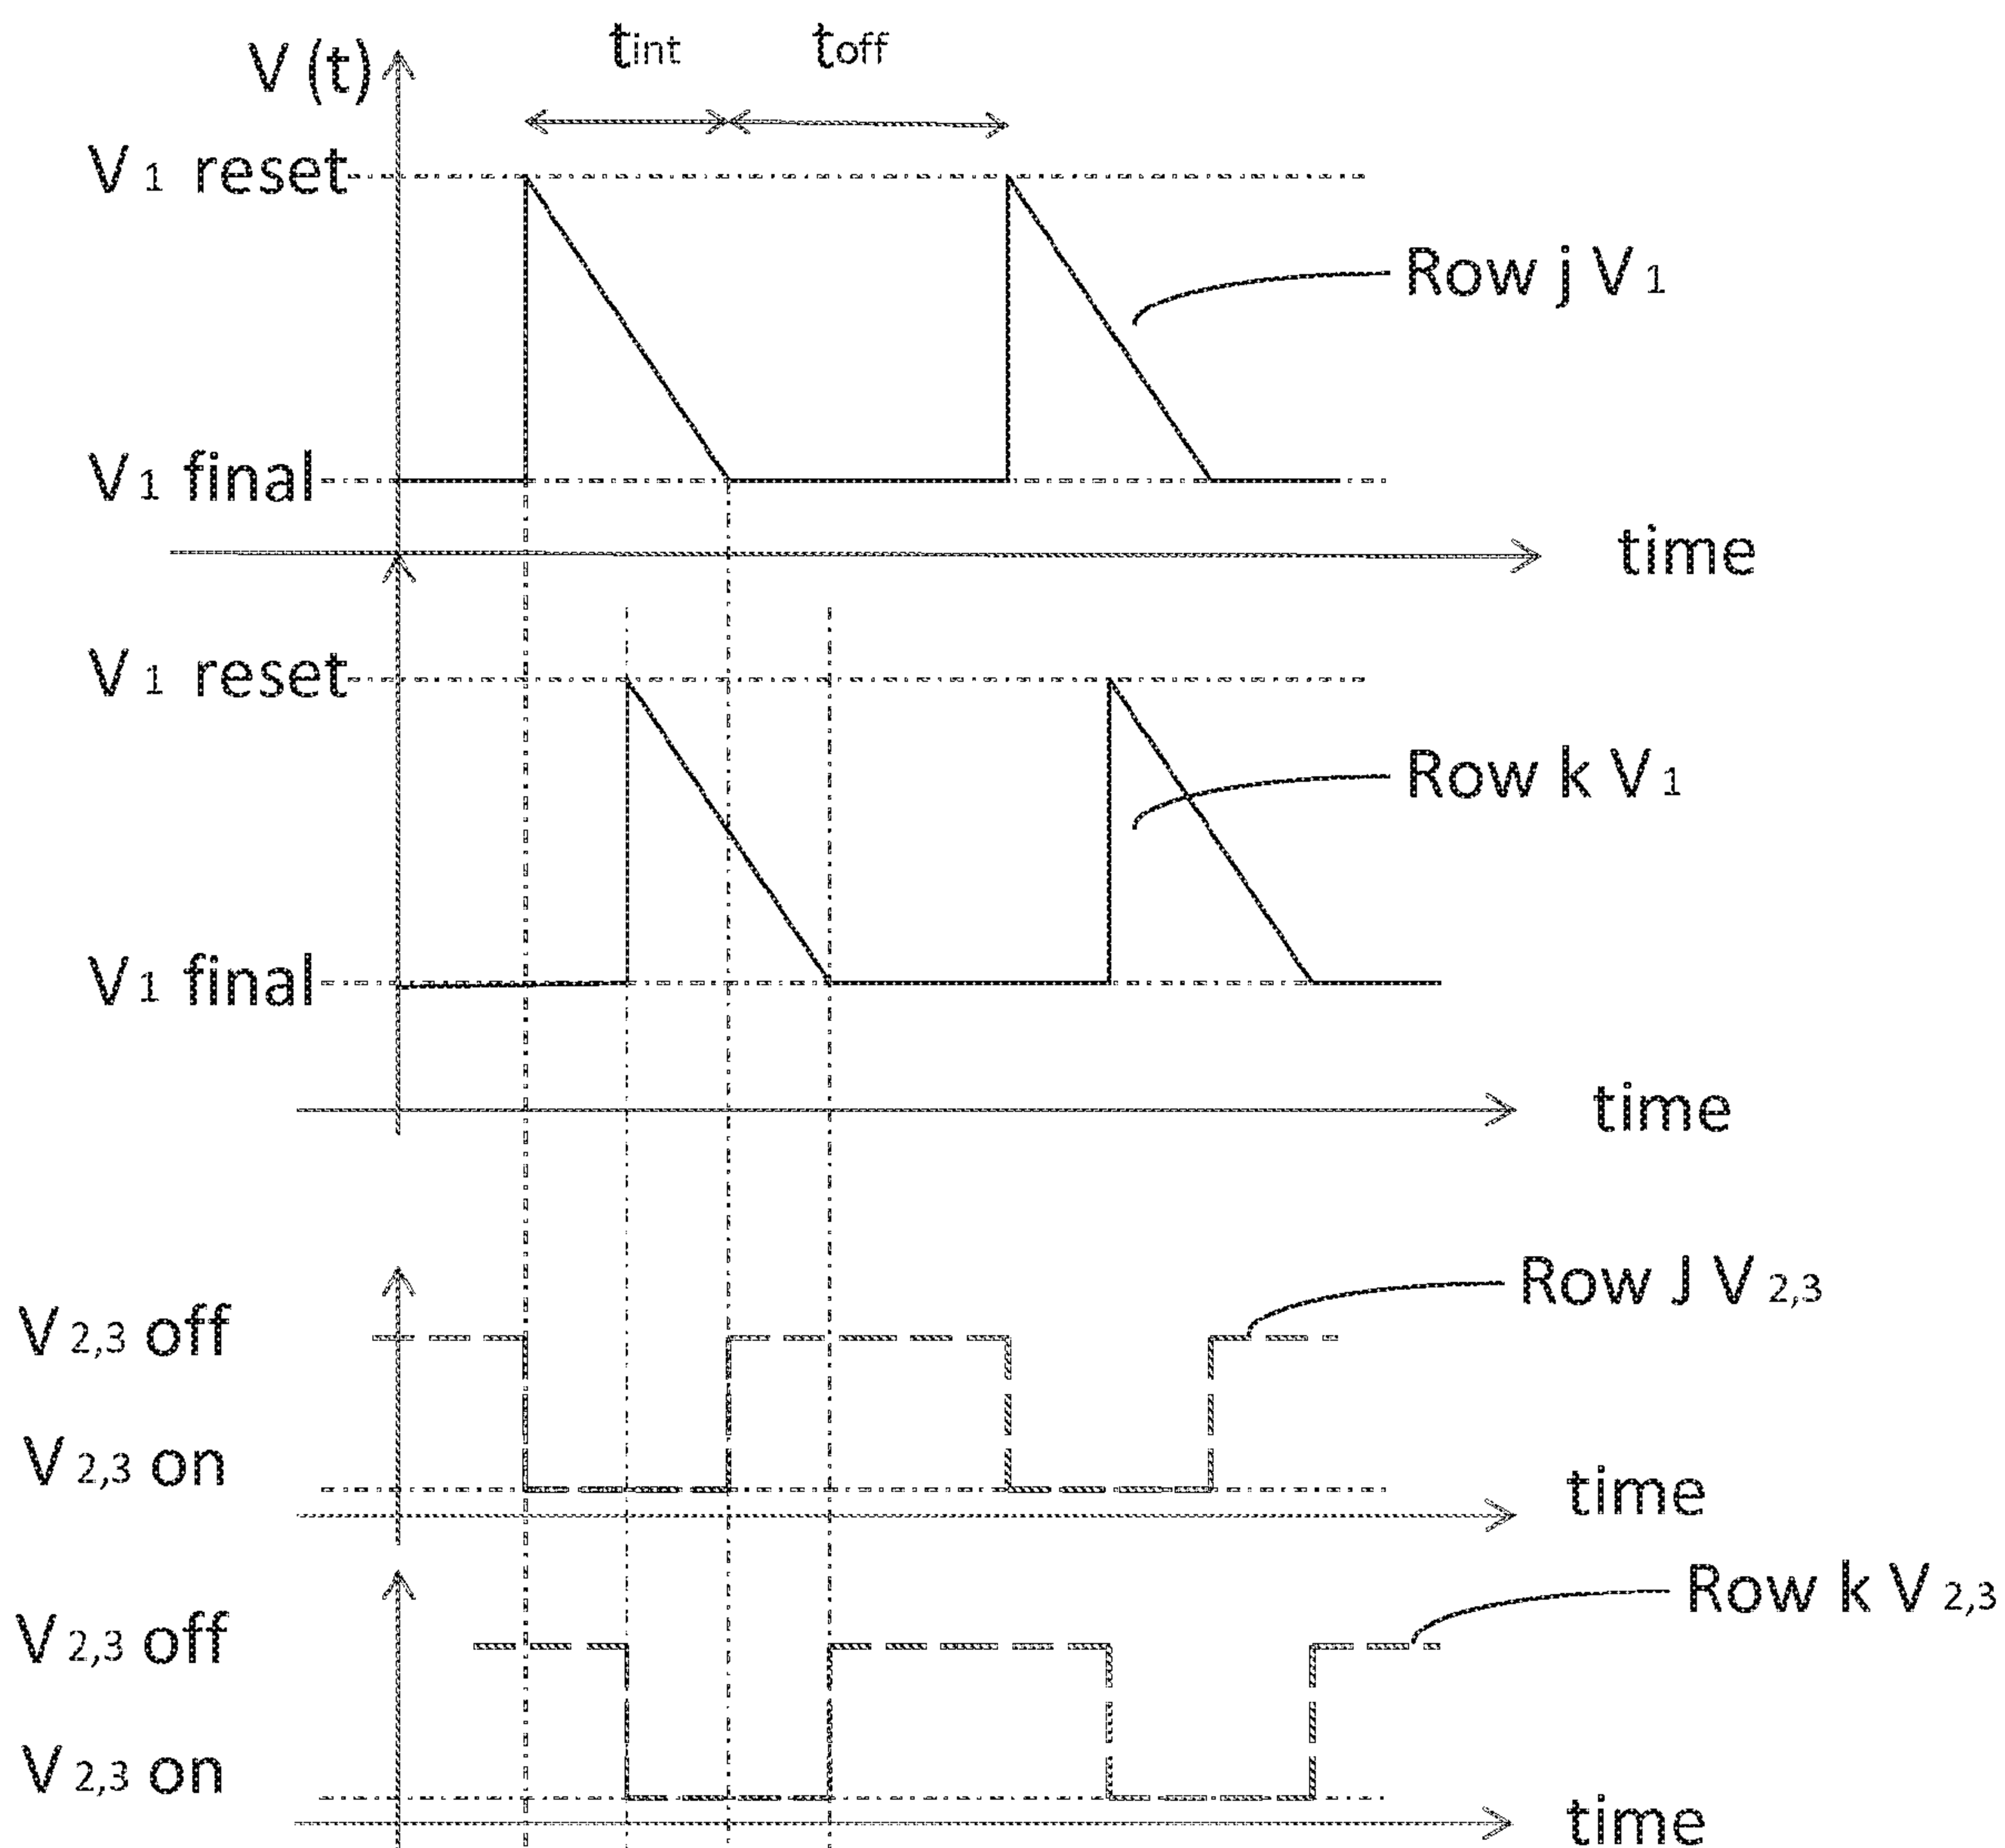 tint
toff
V (t)
V 1 reset
Row j V 1
V 1 final
time
V 1 reset
Row k V 1
V 1 final
time
Row J V 2,3
V 2,3 off
V 2,3 on
time
Row k V 2,3
V 2,3 off
V 2,3 on
time